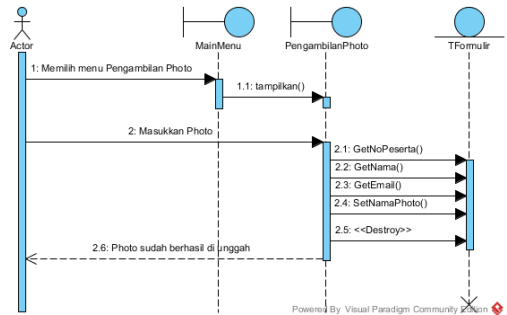 Actor
MainMenu
PengambilanPhoto
TFormulir
1: Memilih menu Pengambilan Photo
1.1: tampilkan()
2: Masukkan Photo
2.1: GetNoPeserta()
2.2: GetNama()
2.3: GetEmail()
2.4: SetNamaPhoto()
2.5: <<Destroy>>
2.6: Photo sudah berhasil di unggah
Powered By Visual Paradigm Community Edition